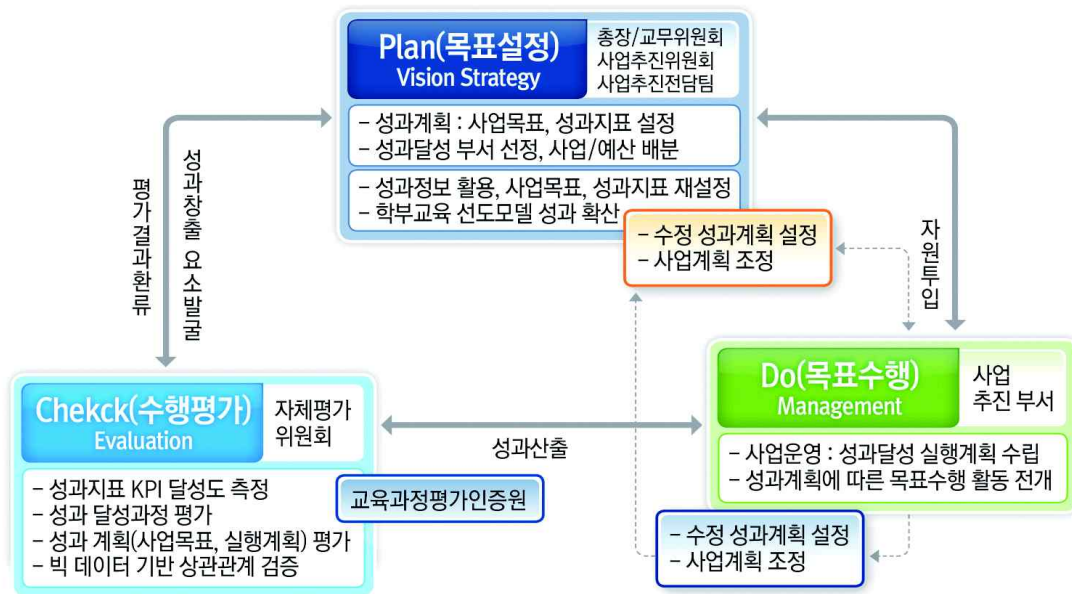 Plan(목표설정)
Vision Strategy
총장/교무위원회
사업추진위원회
사업추진전담팀
– 성과계획 : 사업목표, 성과지표 설정
– 성과달성 부서 선정, 사업/예산 배분
– 성과정보 활용, 사업목표, 성과지표 재설정
– 학부교육 선도모델 성과 확산
– 수정 성과계획 설정
– 사업계획 조정
평가결과환류
성과창출 요소발굴
자원투입
Chekck(수행평가)
Evaluation
자체평가
위원회
– 성과지표 KPI 달성도 측정
– 성과 달성과정 평가
– 성과 계획(사업목표, 실행계획) 평가
– 빅 데이터 기반 상관관계 검증
교육과정평가인증원
성과산출
Do(목표수행)
Management
사업
추진 부서
– 사업운영 : 성과달성 실행계획 수립
– 성과계획에 따른 목표수행 활동 전개
– 수정 성과계획 설정
– 사업계획 조정